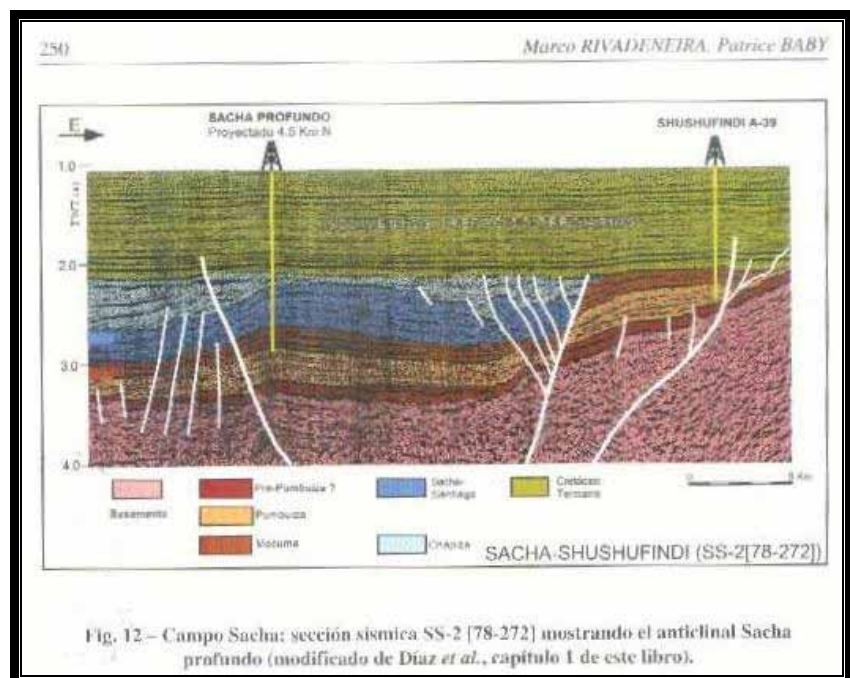 250
Marco RIVADENEIRA, Patrice BABY
E
SACHA PROFUNDO
Proyectado 4.5 Km N
SHUSHUFINDI A-39
1.0
TWT (s)
2.0
3.0
4.0
Basamento
Pre-Pumbuiza ?
Pumbuiza
Macuma
Sacha-
Santiago
Chapiza
Cretácico
Terciario
0
5 Km
SACHA-SHUSHUFINDI (SS-2[78-272])
Fig. 12 – Campo Sacha: sección sísmica SS-2 [78-272] mostrando el anticlinal Sacha
profundo (modificado de Díaz et al., capítulo 1 de este libro).